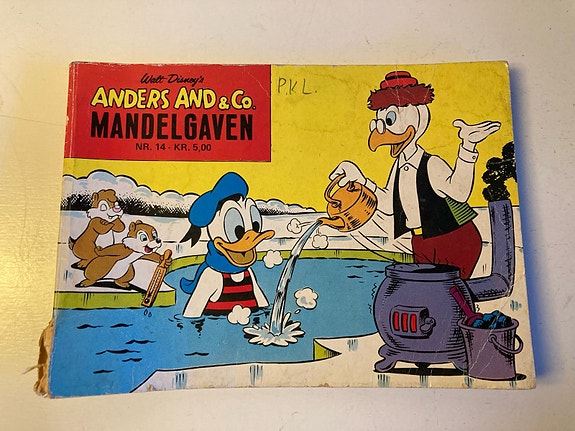 Walt Disney's
ANDERS AND & Co.
MANDELGAVEN
NR. 14 · KR. 5,00
P.K L.